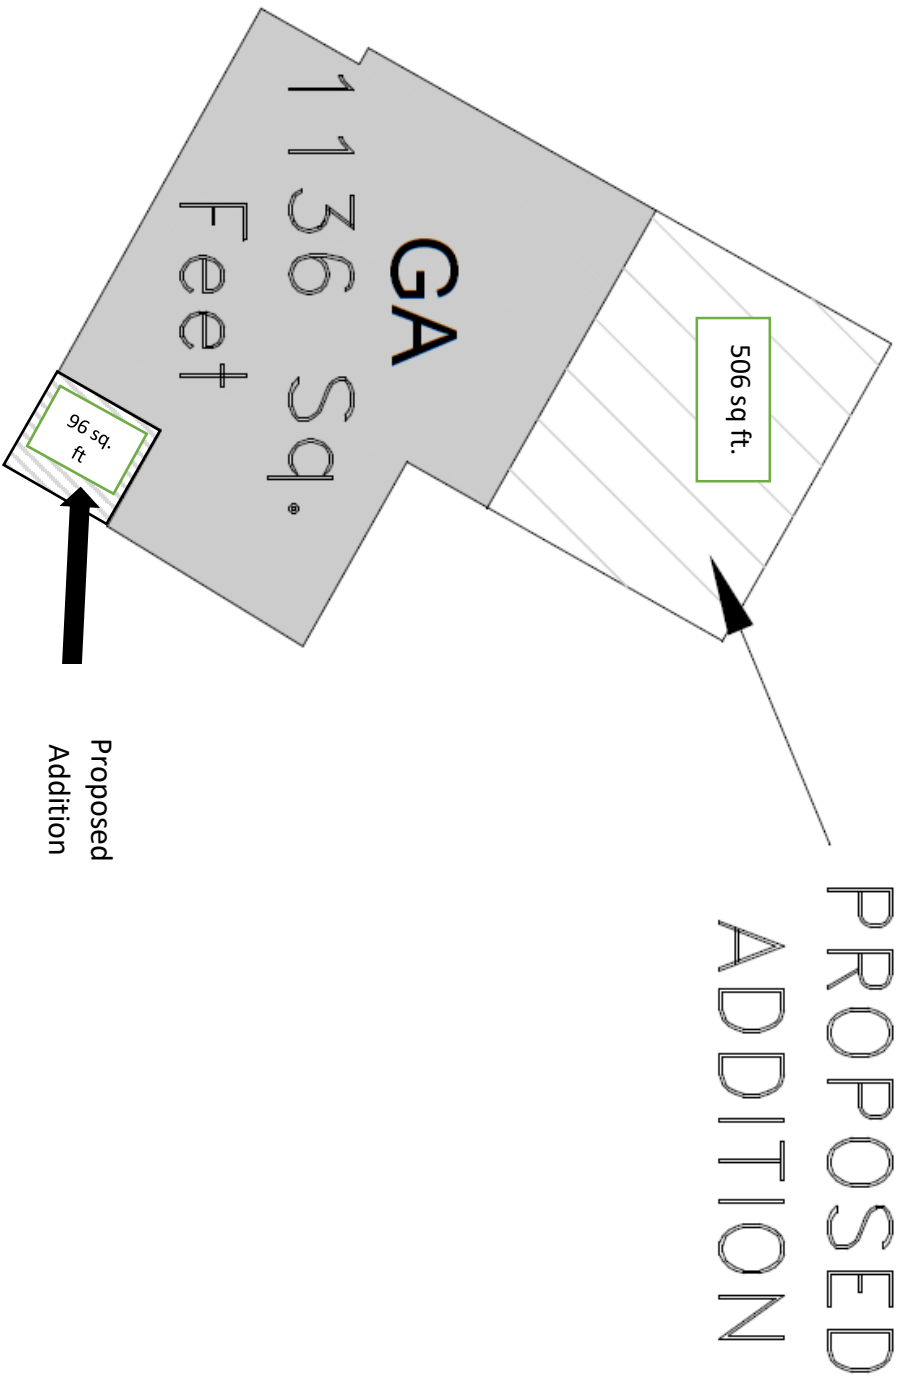 PROPOSED
ADDITION
506 sq ft.
GA
1136 Sq.
Feet
96 sq.
ft
Proposed
Addition